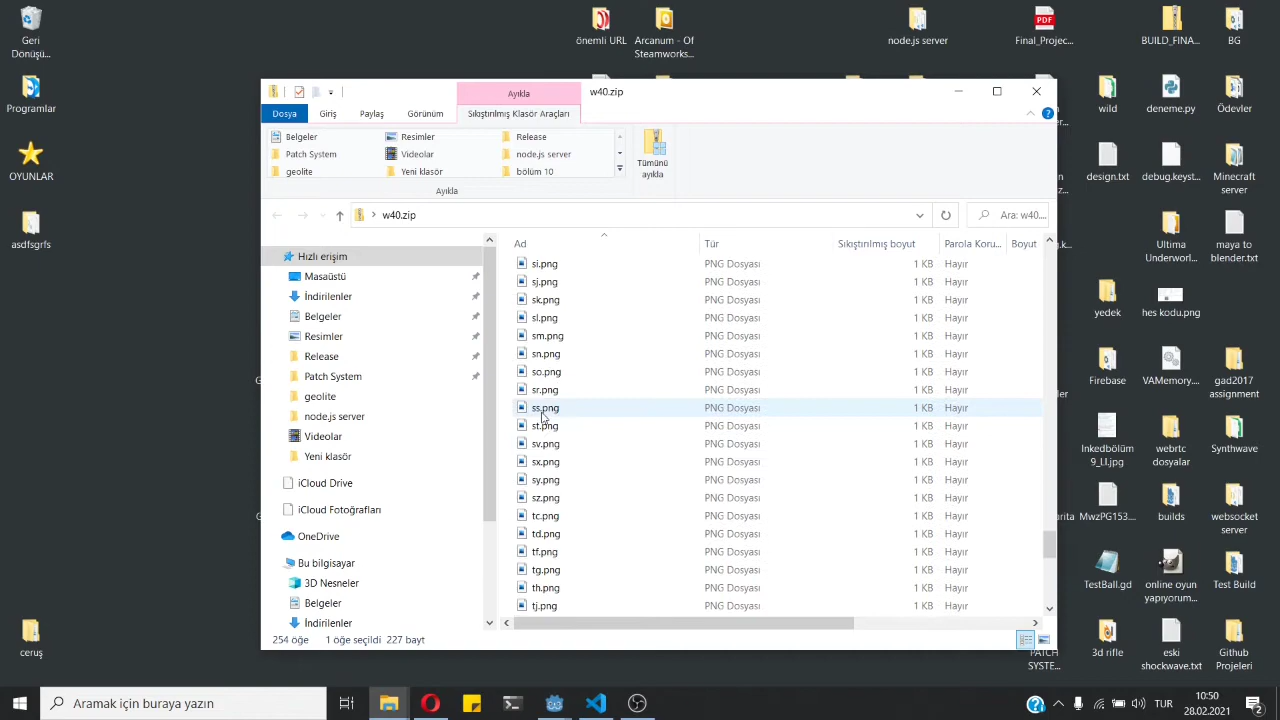 Geri
Dönüşü...
Programlar
OYUNLAR
asdfsgrfs
ceruş
önemli URL
Arcanum - Of
Steamworks...
node.js server
PDF
Final_Projec...
BUILD_FINA...
BG
wild
deneme.py
Ödevler
design.txt
debug.keyst...
Minecraft
server
Ultima
Underworl...
maya to
blender.txt
yedek
hes kodu.png
Firebase
VAMemory....
gad2017
assignment
Inkedbölüm
9_LI.jpg
webrtc
dosyalar
Synthwave
MwzPG153...
builds
websocket
server
TestBall.gd
online oyun
yapıyorum...
Test Build
PATCH
SYSTE...
3d rifle
eski
shockwave.txt
Github
Projeleri
Ayıkla
w40.zip
Dosya
Giriş
Paylaş
Görünüm
Sıkıştırılmış Klasör Araçları
Belgeler
Resimler
Release
Patch System
Videolar
node.js server
geolite
Yeni klasör
bölüm 10
Tümünü
ayıkla
Ayıkla
w40.zip
Ara: w40....
Hızlı erişim
Masaüstü
İndirilenler
Belgeler
Resimler
Release
Patch System
geolite
node.js server
Videolar
Yeni klasör
iCloud Drive
iCloud Fotoğrafları
OneDrive
Bu bilgisayar
3D Nesneler
Belgeler
İndirilenler
Ad Tür Sıkıştırılmış boyut Parola Koru... Boyut
si.png PNG Dosyası 1 KB Hayır
sj.png PNG Dosyası 1 KB Hayır
sk.png PNG Dosyası 1 KB Hayır
sl.png PNG Dosyası 1 KB Hayır
sm.png PNG Dosyası 1 KB Hayır
sn.png PNG Dosyası 1 KB Hayır
so.png PNG Dosyası 1 KB Hayır
sr.png PNG Dosyası 1 KB Hayır
ss.png PNG Dosyası 1 KB Hayır
st.png PNG Dosyası 1 KB Hayır
sv.png PNG Dosyası 1 KB Hayır
sx.png PNG Dosyası 1 KB Hayır
sy.png PNG Dosyası 1 KB Hayır
sz.png PNG Dosyası 1 KB Hayır
tc.png PNG Dosyası 1 KB Hayır
td.png PNG Dosyası 1 KB Hayır
tf.png PNG Dosyası 1 KB Hayır
tg.png PNG Dosyası 1 KB Hayır
th.png PNG Dosyası 1 KB Hayır
tj.png PNG Dosyası 1 KB Hayır
254 öğe 1 öğe seçildi 227 bayt
Aramak için buraya yazın
TUR
10:50
28.02.2021
2